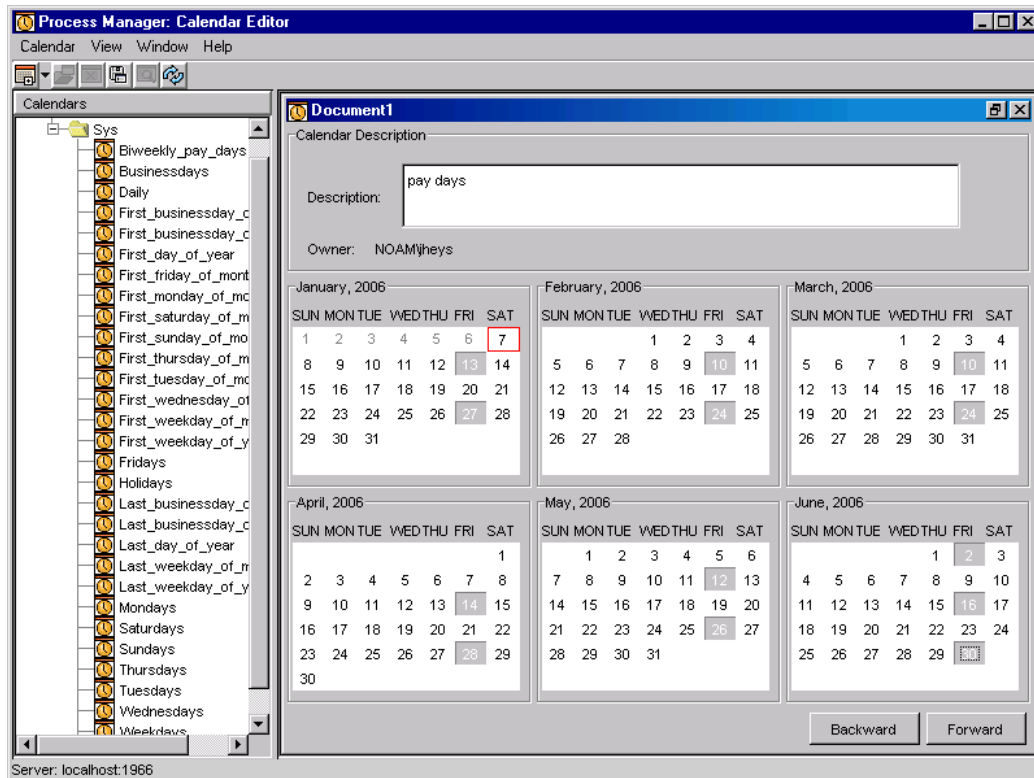 Process Manager: Calendar Editor
Calendar View Window Help
Calendars
Sys
Biweekly_pay_days
Businessdays
Daily
First_businessday_c
First_businessday_c
First_day_of_year
First_friday_of_mont
First_monday_of_mc
First_saturday_of_m
First_sunday_of_mo
First_thursday_of_m
First_tuesday_of_mc
First_wednesday_of
First_weekday_of_m
First_weekday_of_y
Fridays
Holidays
Last_businessday_c
Last_businessday_c
Last_day_of_year
Last_weekday_of_m
Last_weekday_of_y
Mondays
Saturdays
Sundays
Thursdays
Tuesdays
Wednesdays
Weekdays
Document1
Calendar Description
Description: pay days
Owner: NOAM\jheys
January, 2006
SUN MON TUE WED THU FRI SAT
1 2 3 4 5 6 7
8 9 10 11 12 13 14
15 16 17 18 19 20 21
22 23 24 25 26 27 28
29 30 31
February, 2006
SUN MON TUE WED THU FRI SAT
1 2 3 4
5 6 7 8 9 10 11
12 13 14 15 16 17 18
19 20 21 22 23 24 25
26 27 28
March, 2006
SUN MON TUE WED THU FRI SAT
1 2 3 4
5 6 7 8 9 10 11
12 13 14 15 16 17 18
19 20 21 22 23 24 25
26 27 28 29 30 31
April, 2006
SUN MON TUE WED THU FRI SAT
1
2 3 4 5 6 7 8
9 10 11 12 13 14 15
16 17 18 19 20 21 22
23 24 25 26 27 28 29
30
May, 2006
SUN MON TUE WED THU FRI SAT
1 2 3 4 5 6
7 8 9 10 11 12 13
14 15 16 17 18 19 20
21 22 23 24 25 26 27
28 29 30 31
June, 2006
SUN MON TUE WED THU FRI SAT
1 2 3
4 5 6 7 8 9 10
11 12 13 14 15 16 17
18 19 20 21 22 23 24
25 26 27 28 29 30
Backward Forward
Server: localhost:1966